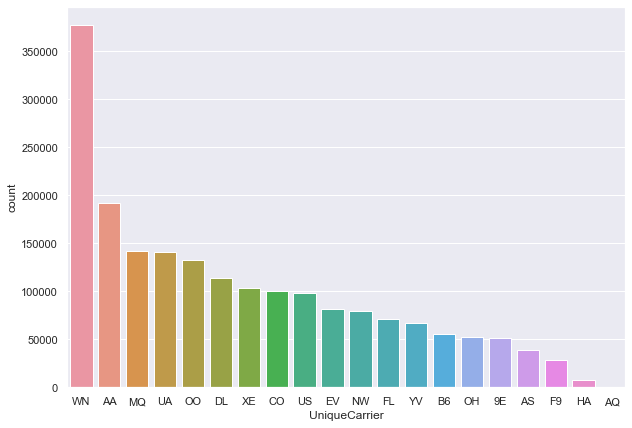 350000
300000
250000
200000
150000
100000
50000
0
count
WN AA MQ UA OO DL XE CO US EV NW FL YV B6 OH 9E AS F9 HA AQ
UniqueCarrier